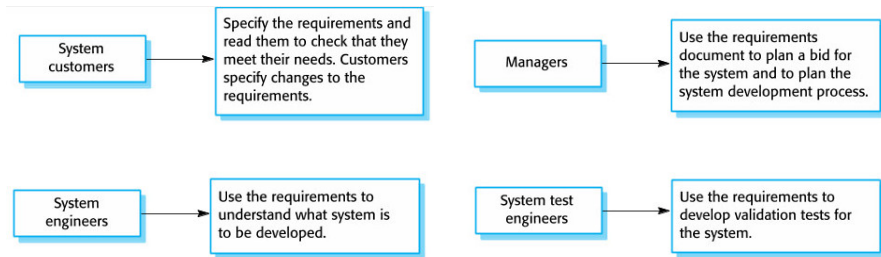 System
customers
Specify the requirements and
read them to check that they
meet their needs. Customers
specify changes to the
requirements.
Managers
Use the requirements
document to plan a bid for
the system and to plan the
system development process.
System
engineers
Use the requirements to
understand what system is
to be developed.
System test
engineers
Use the requirements to
develop validation tests for
the system.